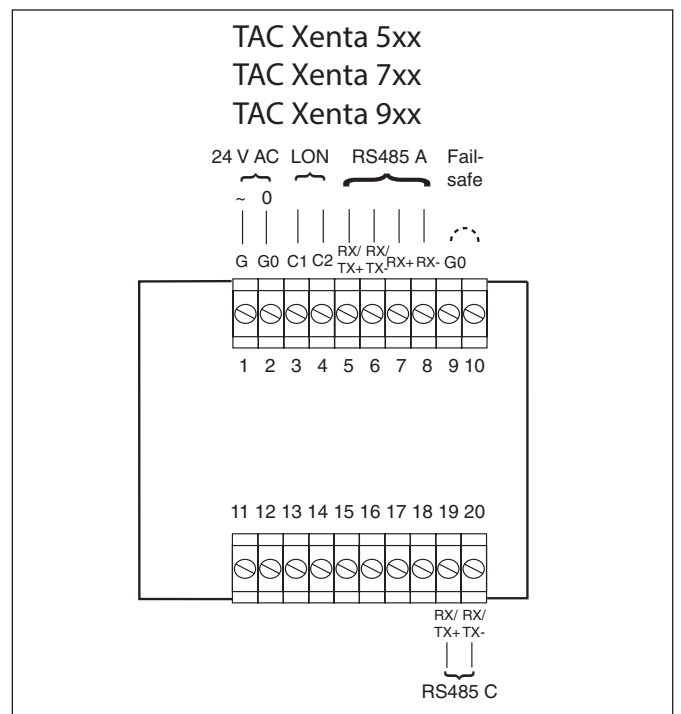 TAC Xenta 5xx
TAC Xenta 7xx
TAC Xenta 9xx
24 V AC LON RS485 A Fail-
safe
~ 0
G G0 C1 C2 RX/ TX+ RX/ TX- RX+ RX- G0
1 2 3 4 5 6 7 8 9 10
11 12 13 14 15 16 17 18 19 20
RX/ RX/
TX+ TX-
RS485 C